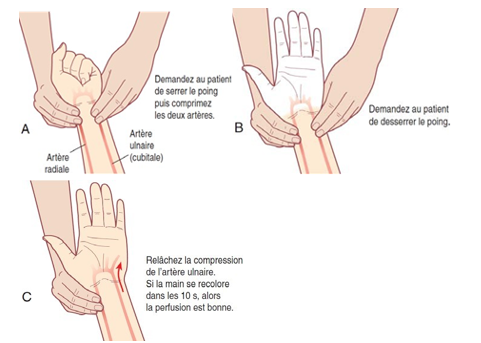 Demandez au patient
de serrer le poing
puis comprimez
les deux artères.
A
Artère
radiale
Artère
ulnaire
(cubitale)
B
Demandez au patient
de desserrer le poing,
C
Relâchez la compression
de l'artère ulnaire.
Si la main se recolore
dans les 10 s, alors
la perfusion est bonne.